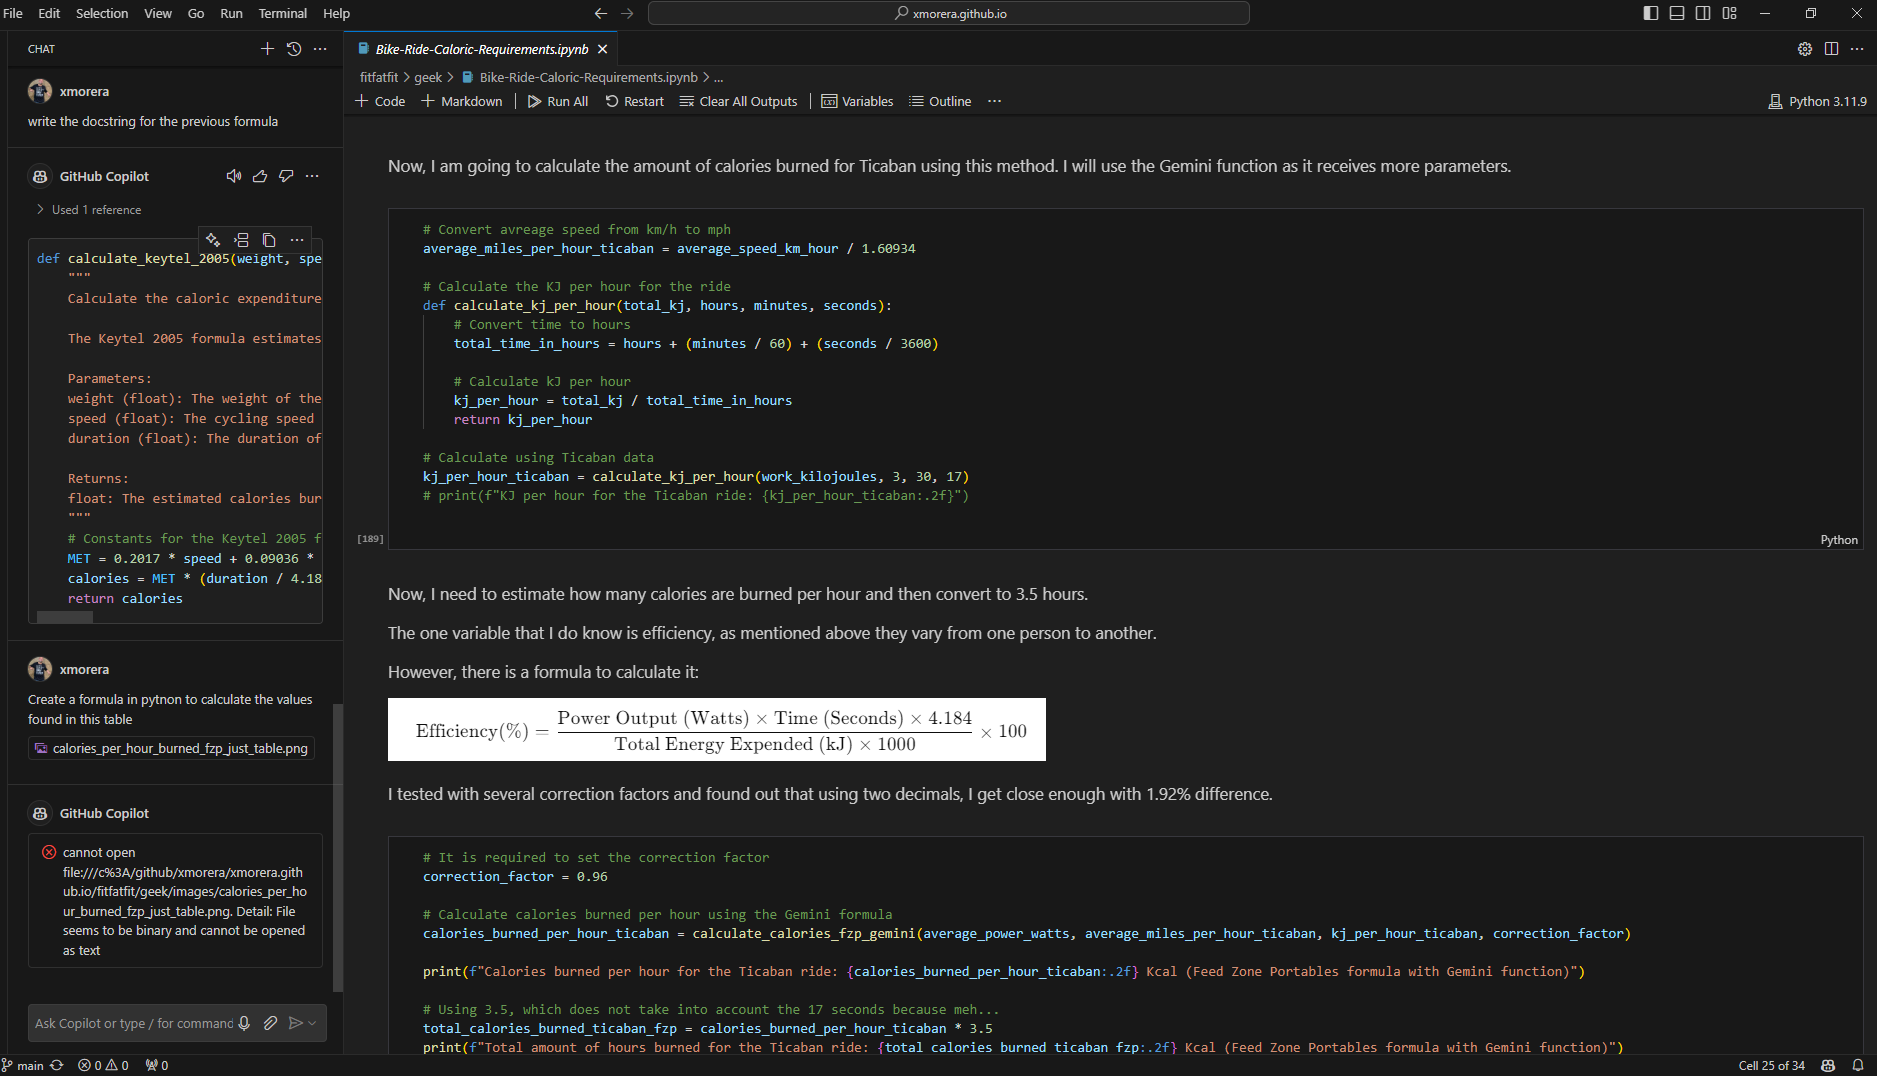 File Edit Selection View Go Run Terminal Help
xmorera.github.io
CHAT
xmorera
write the docstring for the previous formula
GitHub Copilot
Used 1 reference
def calculate_keytel_2005(weight, spe
"""
Calculate the caloric expenditure
The Keytel 2005 formula estimates
Parameters:
weight (float): The weight of the
speed (float): The cycling speed
duration (float): The duration of
Returns:
float: The estimated calories bur
"""
# Constants for the Keytel 2005 f
MET = 0.2017 * speed + 0.09036 *
calories = MET * (duration / 4.18
return calories
xmorera
Create a formula in pytnon to calculate the values
found in this table
calories_per_hour_burned_fzp_just_table.png
GitHub Copilot
cannot open
file:///c%3A/github/xmorera/xmorera.gith
ub.io/fitfatfit/geek/images/calories_per_ho
ur_burned_fzp_just_table.png. Detail: File
seems to be binary and cannot be opened
as text
Ask Copilot or type / for command
Bike-Ride-Caloric-Requirements.ipynb
fitfatfit > geek > Bike-Ride-Caloric-Requirements.ipynb > ...
+ Code + Markdown | Run All Restart Clear All Outputs | Variables Outline ...
Python 3.11.9
Now, I am going to calculate the amount of calories burned for Ticaban using this method. I will use the Gemini function as it receives more parameters.
# Convert avreage speed from km/h to mph
average_miles_per_hour_ticaban = average_speed_km_hour / 1.60934
# Calculate the KJ per hour for the ride
def calculate_kj_per_hour(total_kj, hours, minutes, seconds):
# Convert time to hours
total_time_in_hours = hours + (minutes / 60) + (seconds / 3600)
# Calculate kJ per hour
kj_per_hour = total_kj / total_time_in_hours
return kj_per_hour
# Calculate using Ticaban data
kj_per_hour_ticaban = calculate_kj_per_hour(work_kilojoules, 3, 30, 17)
# print(f"KJ per hour for the Ticaban ride: {kj_per_hour_ticaban:.2f}")
[189]
Python
Now, I need to estimate how many calories are burned per hour and then convert to 3.5 hours.
The one variable that I do know is efficiency, as mentioned above they vary from one person to another.
However, there is a formula to calculate it:
Efficiency(%) = Power Output (Watts) × Time (Seconds) × 4.184
Total Energy Expended (kJ) × 1000
× 100
I tested with several correction factors and found out that using two decimals, I get close enough with 1.92% difference.
# It is required to set the correction factor
correction_factor = 0.96
# Calculate calories burned per hour using the Gemini formula
calories_burned_per_hour_ticaban = calculate_calories_fzp_gemini(average_power_watts, average_miles_per_hour_ticaban, kj_per_hour_ticaban, correction_factor)
print(f"Calories burned per hour for the Ticaban ride: {calories_burned_per_hour_ticaban:.2f} Kcal (Feed Zone Portables formula with Gemini function)")
# Using 3.5, which does not take into account the 17 seconds because meh...
total_calories_burned_ticaban_fzp = calories_burned_per_hour_ticaban * 3.5
print(f"Total amount of hours burned for the Ticaban ride: {total_calories_burned_ticaban_fzp:.2f} Kcal (Feed Zone Portables formula with Gemini function)")
main 0 0 0
Cell 25 of 34